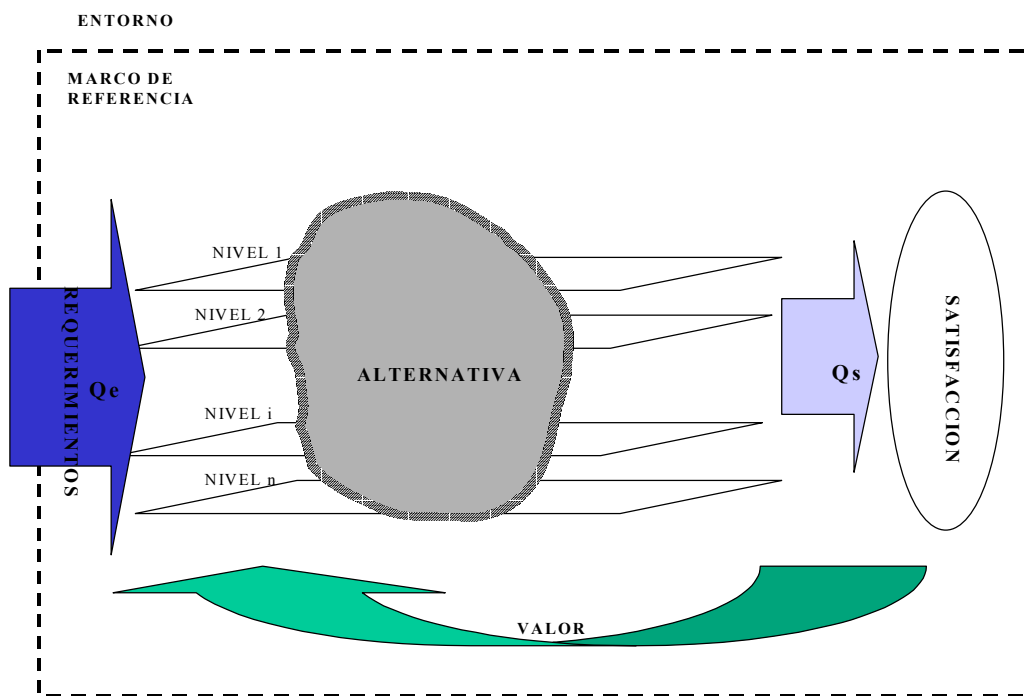 ENTORNO
MARCO DE
REFERENCIA
NIVEL 1
NIVEL 2
REQUERIMIENTOS
Qe
ALTERNATIVA
NIVEL i
NIVEL n
Qs
SATISFACCION
VALOR